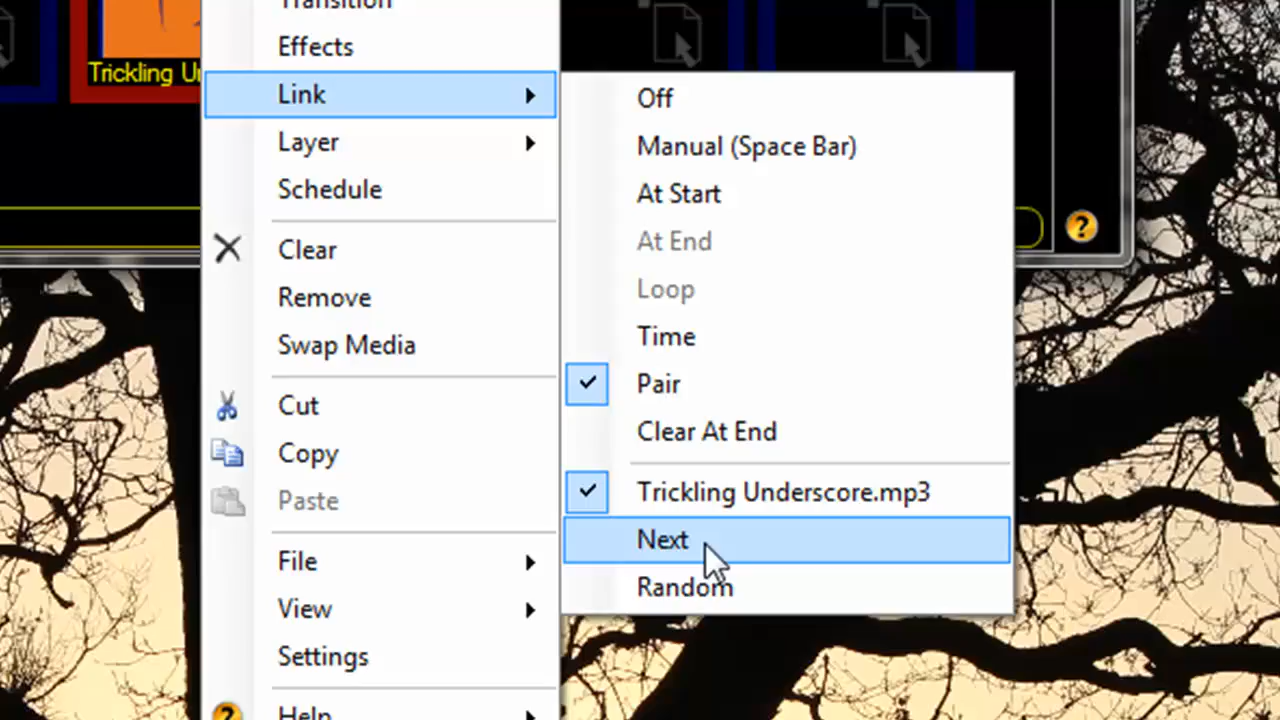 Transition
Effects
Link
Layer
Schedule
Clear
Remove
Swap Media
Cut
Copy
Paste
File
View
Settings
Help
Off
Manual (Space Bar)
At Start
At End
Loop
Time
Pair
Clear At End
Trickling Underscore.mp3
Next
Random
Trickling
?
?